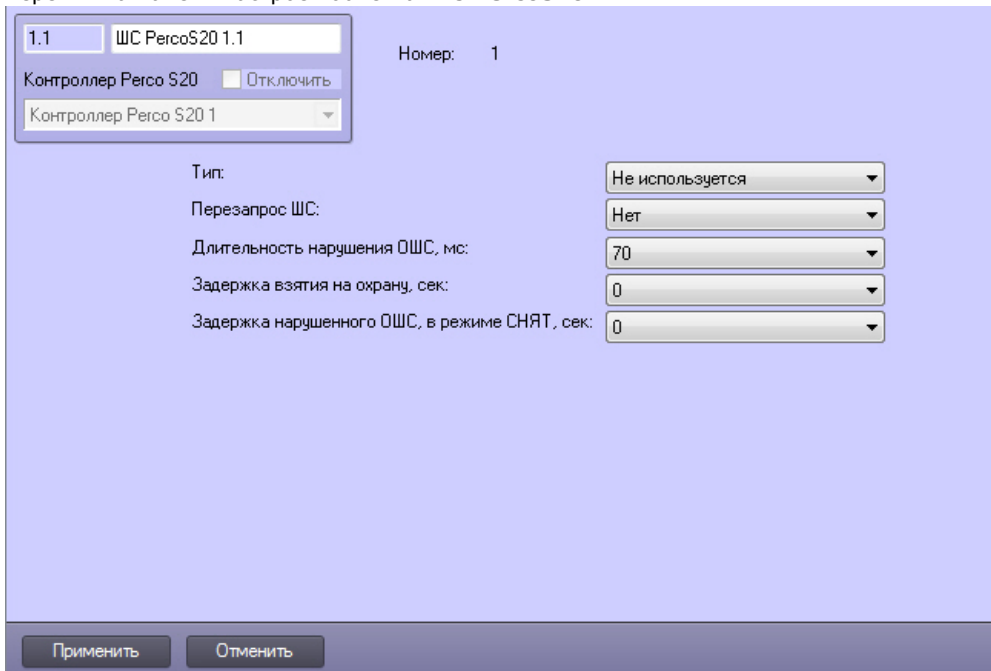 1.1 ШС PercoS20 1.1
Номер: 1
Контроллер Perco S20 Отключить
Контроллер Perco S20 1
Тип: Не используется
Перезапрос ШС: Нет
Длительность нарушения ОШС, мс: 70
Задержка взятия на охрану, сек: 0
Задержка нарушенного ОШС, в режиме СНЯТ, сек: 0
Применить Отменить